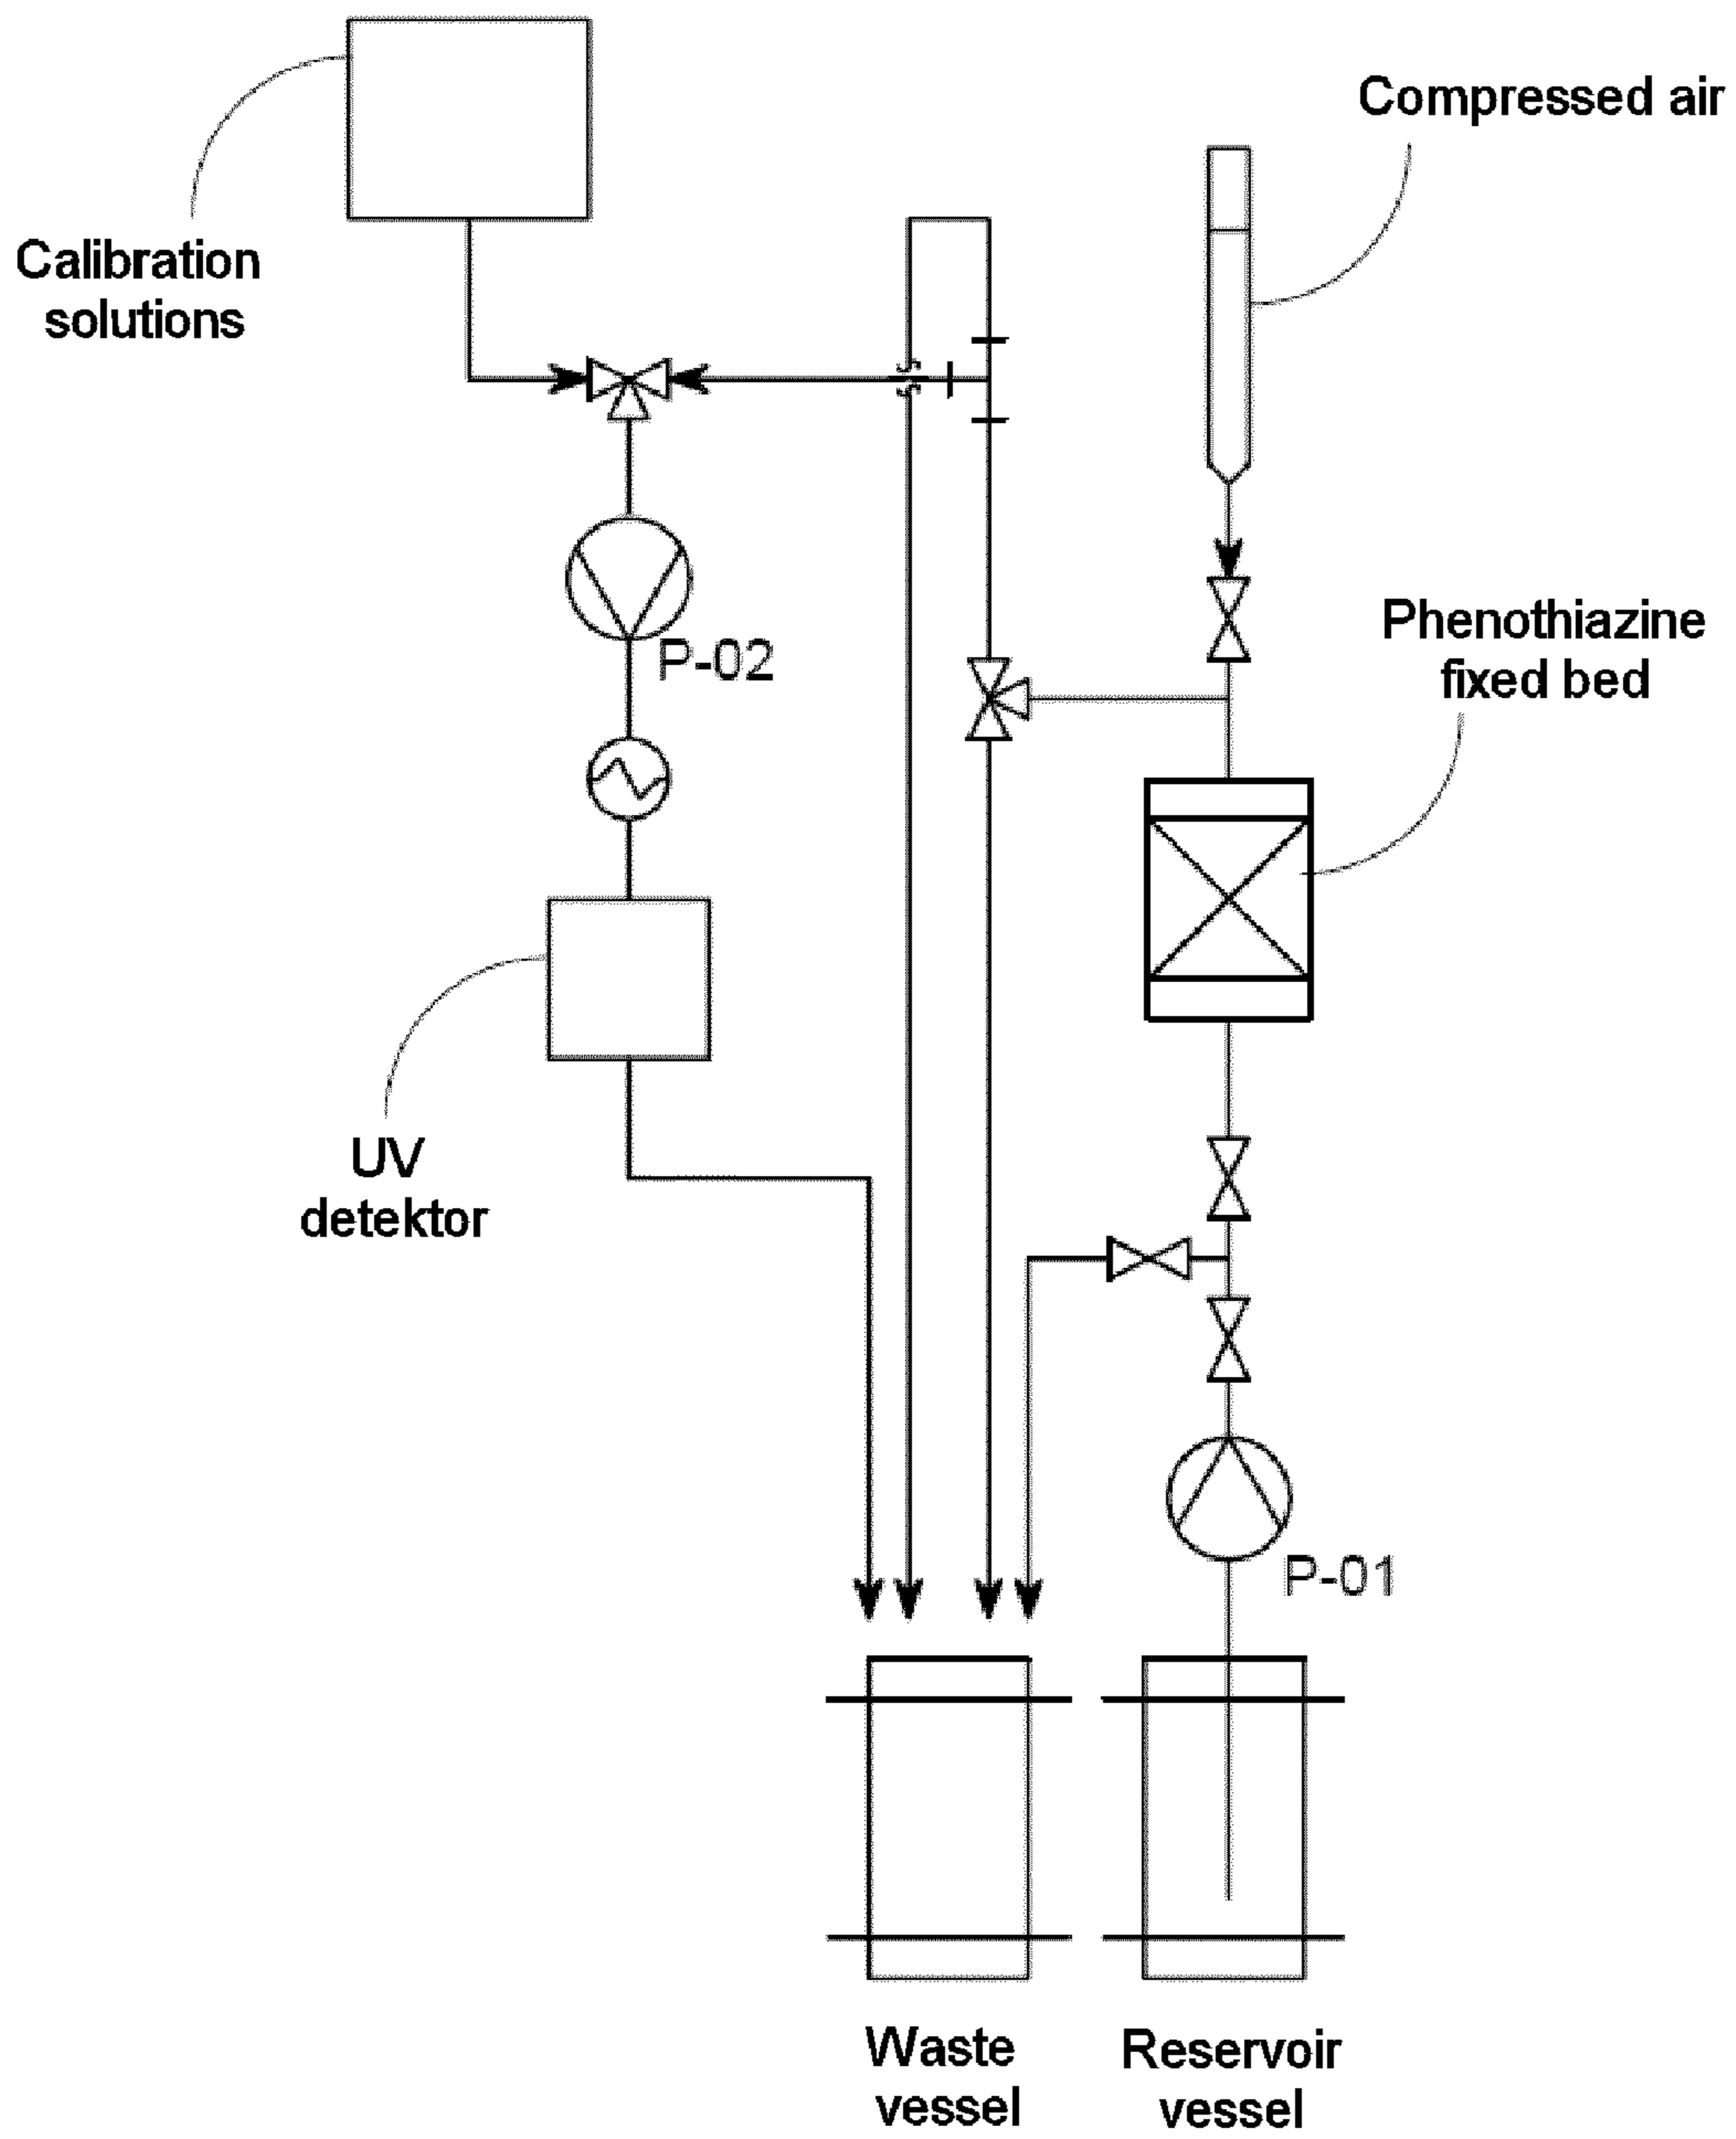 Compressed air
Calibration
solutions
Phenothiazine
fixed bed
P-02
UV
detektor
P-01
Waste
vessel
Reservoir
vessel